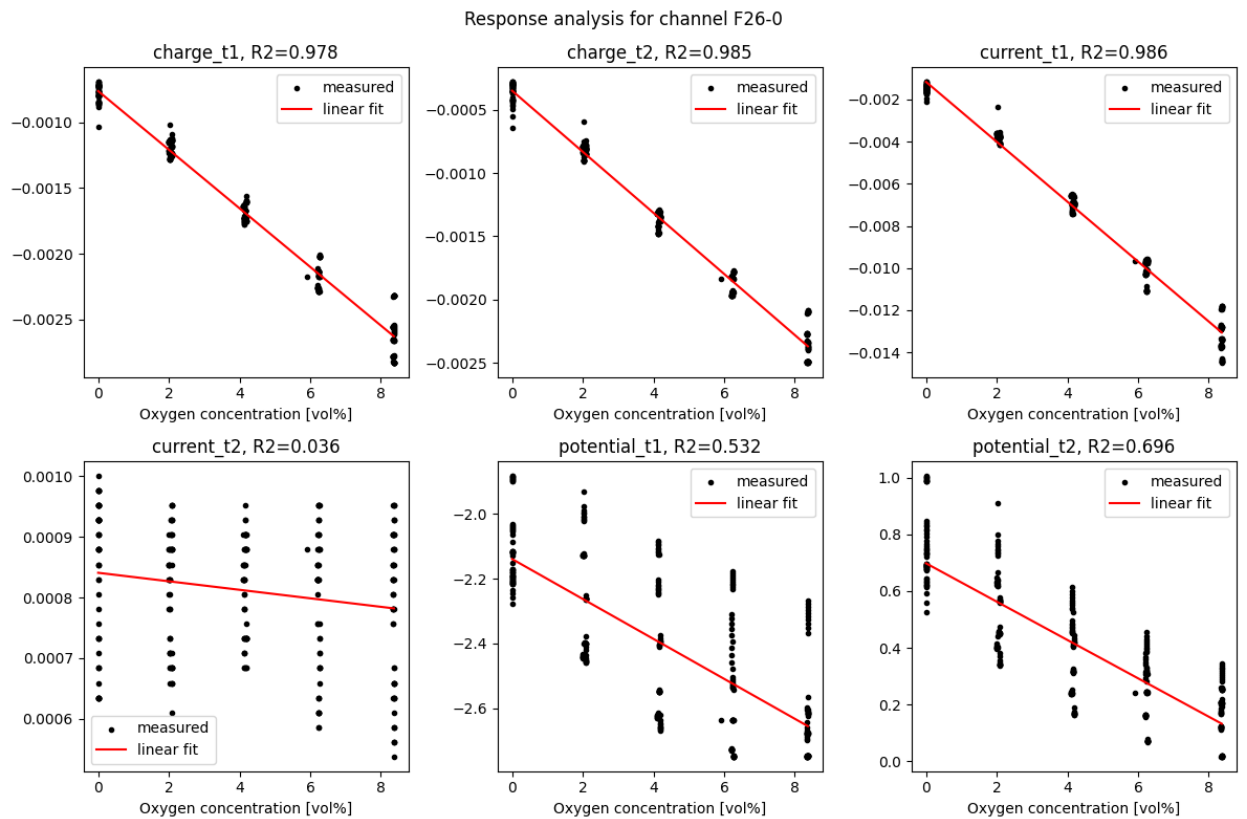 Response analysis for channel F26-0
charge_t1, R2=0.978
measured
linear fit
−0.0010
−0.0015
−0.0020
−0.0025
0 2 4 6 8
Oxygen concentration [vol%]
charge_t2, R2=0.985
measured
linear fit
−0.0005
−0.0010
−0.0015
−0.0020
−0.0025
0 2 4 6 8
Oxygen concentration [vol%]
current_t1, R2=0.986
measured
linear fit
−0.002
−0.004
−0.006
−0.008
−0.010
−0.012
−0.014
0 2 4 6 8
Oxygen concentration [vol%]
current_t2, R2=0.036
0.0010
0.0009
0.0008
0.0007
0.0006
measured
linear fit
0 2 4 6 8
Oxygen concentration [vol%]
potential_t1, R2=0.532
measured
linear fit
−2.0
−2.2
−2.4
−2.6
0 2 4 6 8
Oxygen concentration [vol%]
potential_t2, R2=0.696
measured
linear fit
1.0
0.8
0.6
0.4
0.2
0.0
0 2 4 6 8
Oxygen concentration [vol%]